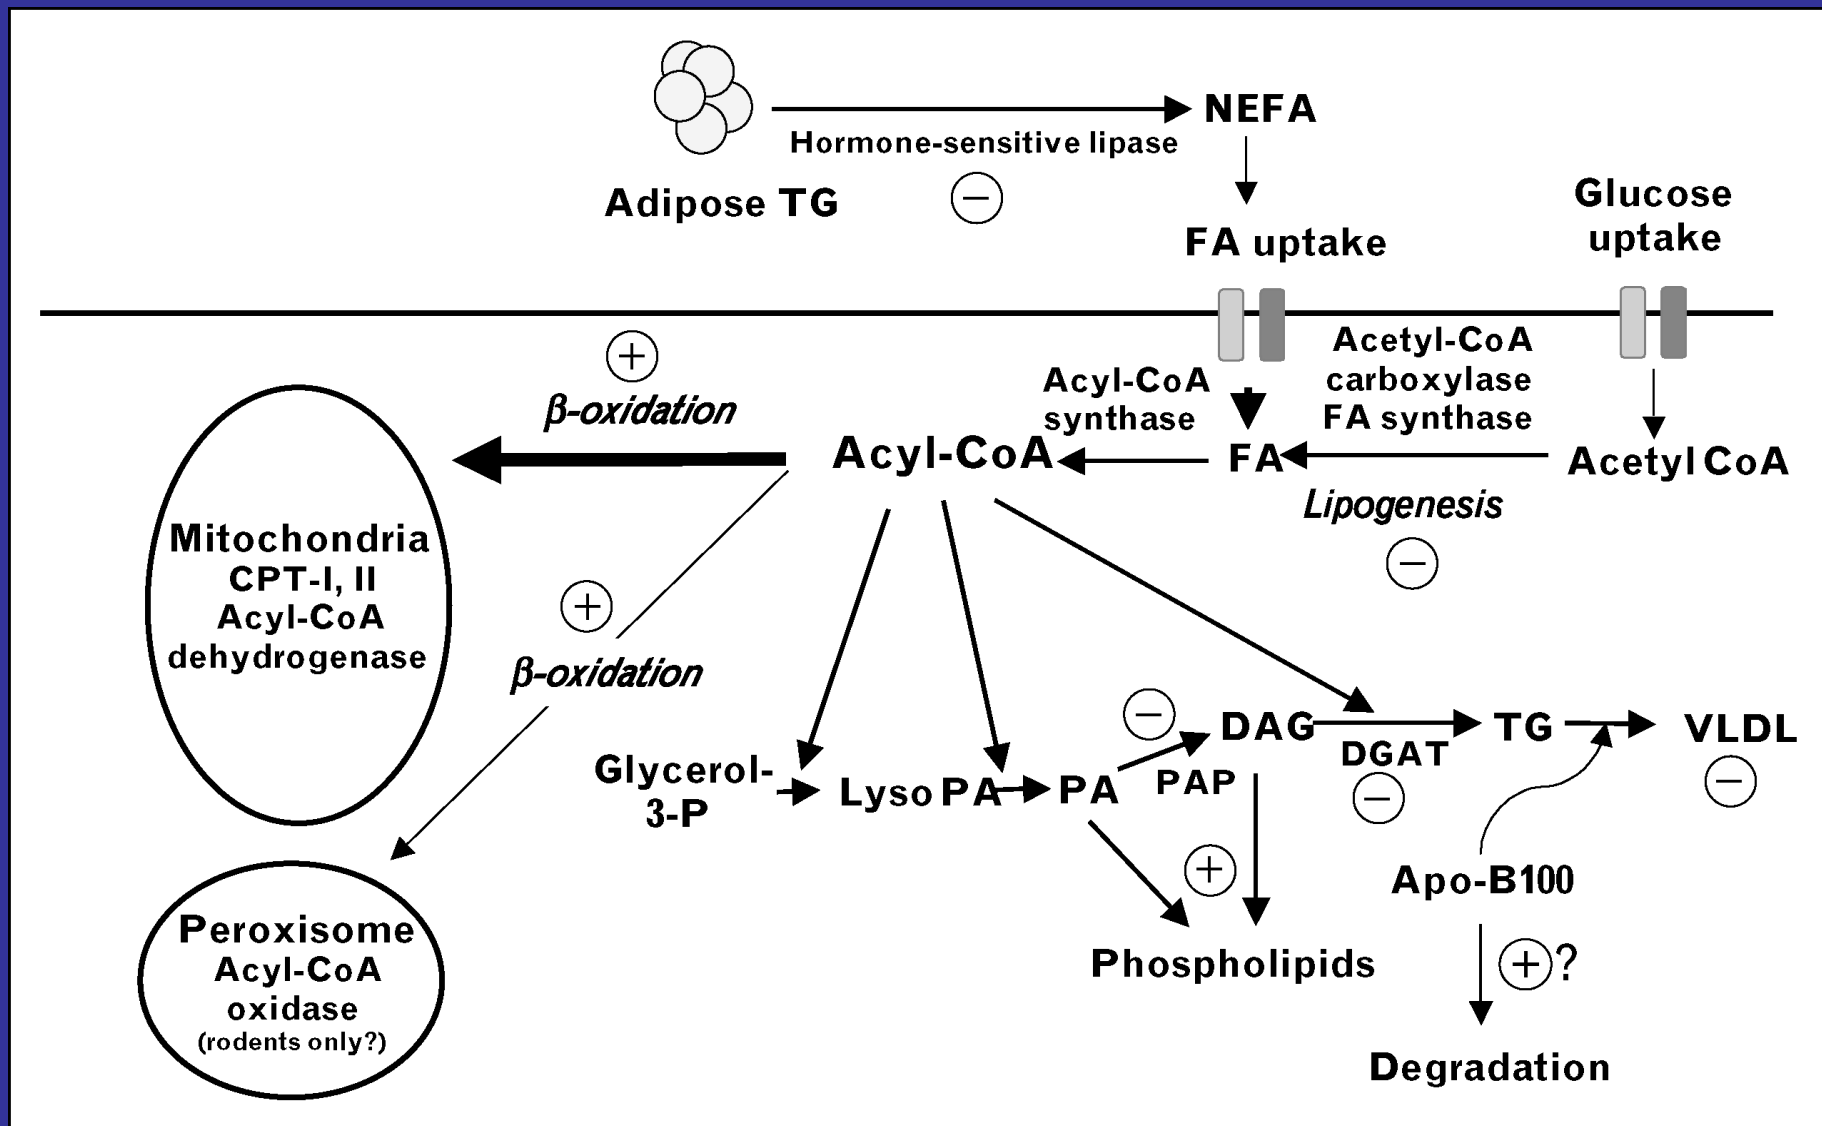 NEFA
Hormone-sensitive lipase
Adipose TG
−
Glucose
uptake
FA uptake
+
β-oxidation
Acyl-CoA
synthase
Acetyl-CoA
carboxylase
FA synthase
Acyl-CoA
FA
Acetyl CoA
Lipogenesis
−
Mitochondria
CPT-I, II
Acyl-CoA
dehydrogenase
+
β-oxidation
−
DAG
TG
VLDL
DGAT
−
−
Glycerol-
3-P
Lyso PA
PA
PAP
+
Apo-B100
Phospholipids
+?
Degradation
Peroxisome
Acyl-CoA
oxidase
(rodents only?)